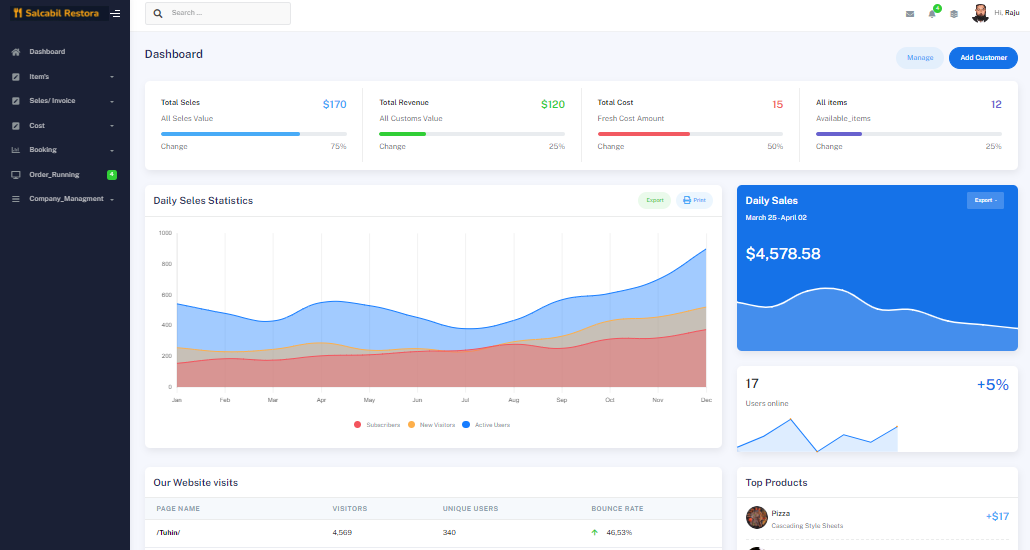 Salcabil Restora
Search ...
4
Hi, Raju
Dashboard
Item's
Seles/ Invoice
Cost
Booking
Order_Running 4
Company_Managment
Dashboard
Manage
Add Customer
Total Seles $170
All Seles Value
Change 75%
Total Revenue $120
All Customs Value
Change 25%
Total Cost 15
Fresh Cost Amount
Change 50%
All items 12
Available_items
Change 25%
Daily Seles Statistics
Export
Print
1000
800
600
400
200
0
Jan Feb Mar Apr May Jun Jul Aug Sep Oct Nov Dec
Subscribers New Visitors Active Users
Daily Sales
Export
March 25 - April 02
$4,578.58
17 +5%
Users online
Our Website visits
PAGE NAME VISITORS UNIQUE USERS BOUNCE RATE
/Tuhin/ 4,569 340 46,53%
Top Products
Pizza +$17
Cascading Style Sheets